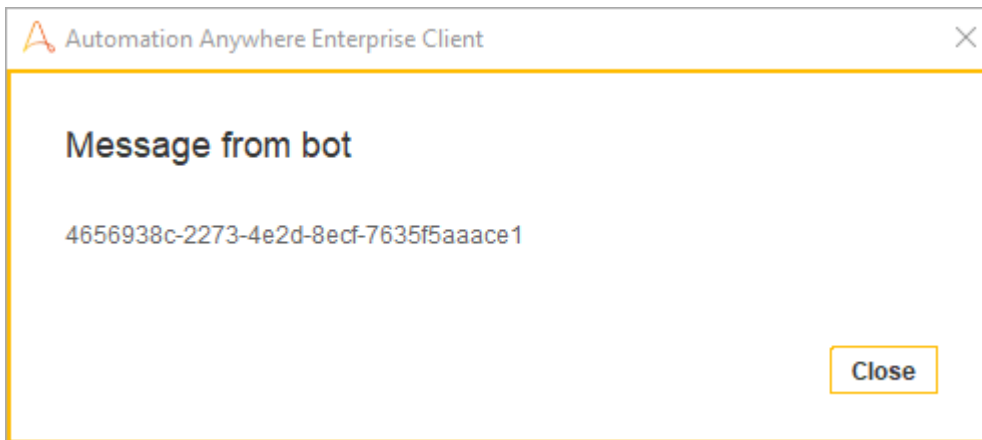 Automation Anywhere Enterprise Client
Message from bot
4656938c-2273-4e2d-8ecf-7635f5aaace1
Close